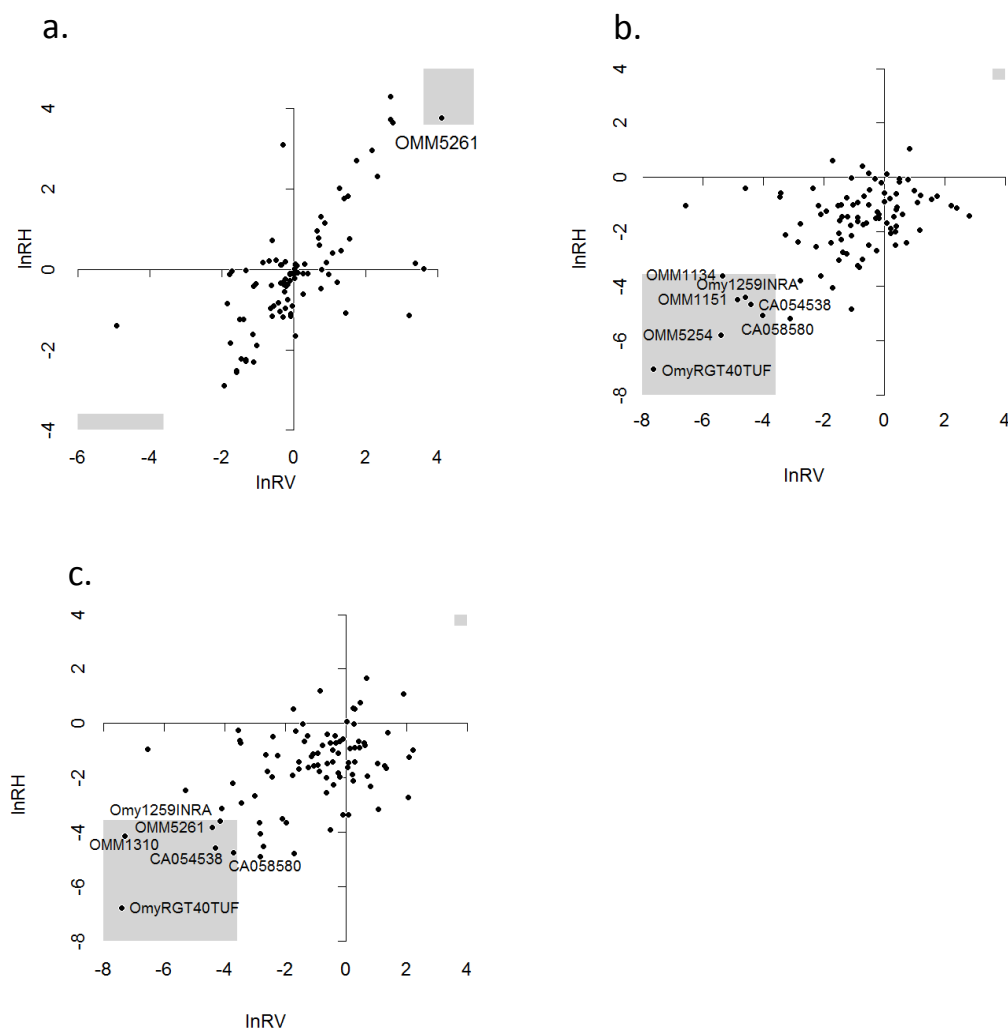 a.
lnRH
4
2
0
-2
-4
OMM5261
-6 -4 -2 0 2 4
lnRV
b.
lnRH
4
2
0
-2
-4
-6
-8
OMM1134
Omy1259INRA
OMM1151
CA054538
CA058580
OMM5254
OmyRGT40TUF
-8 -6 -4 -2 0 2 4
lnRV
c.
lnRH
4
2
0
-2
-4
-6
-8
Omy1259INRA
OMM5261
OMM1310
CA054538
CA058580
OmyRGT40TUF
-8 -6 -4 -2 0 2 4
lnRV